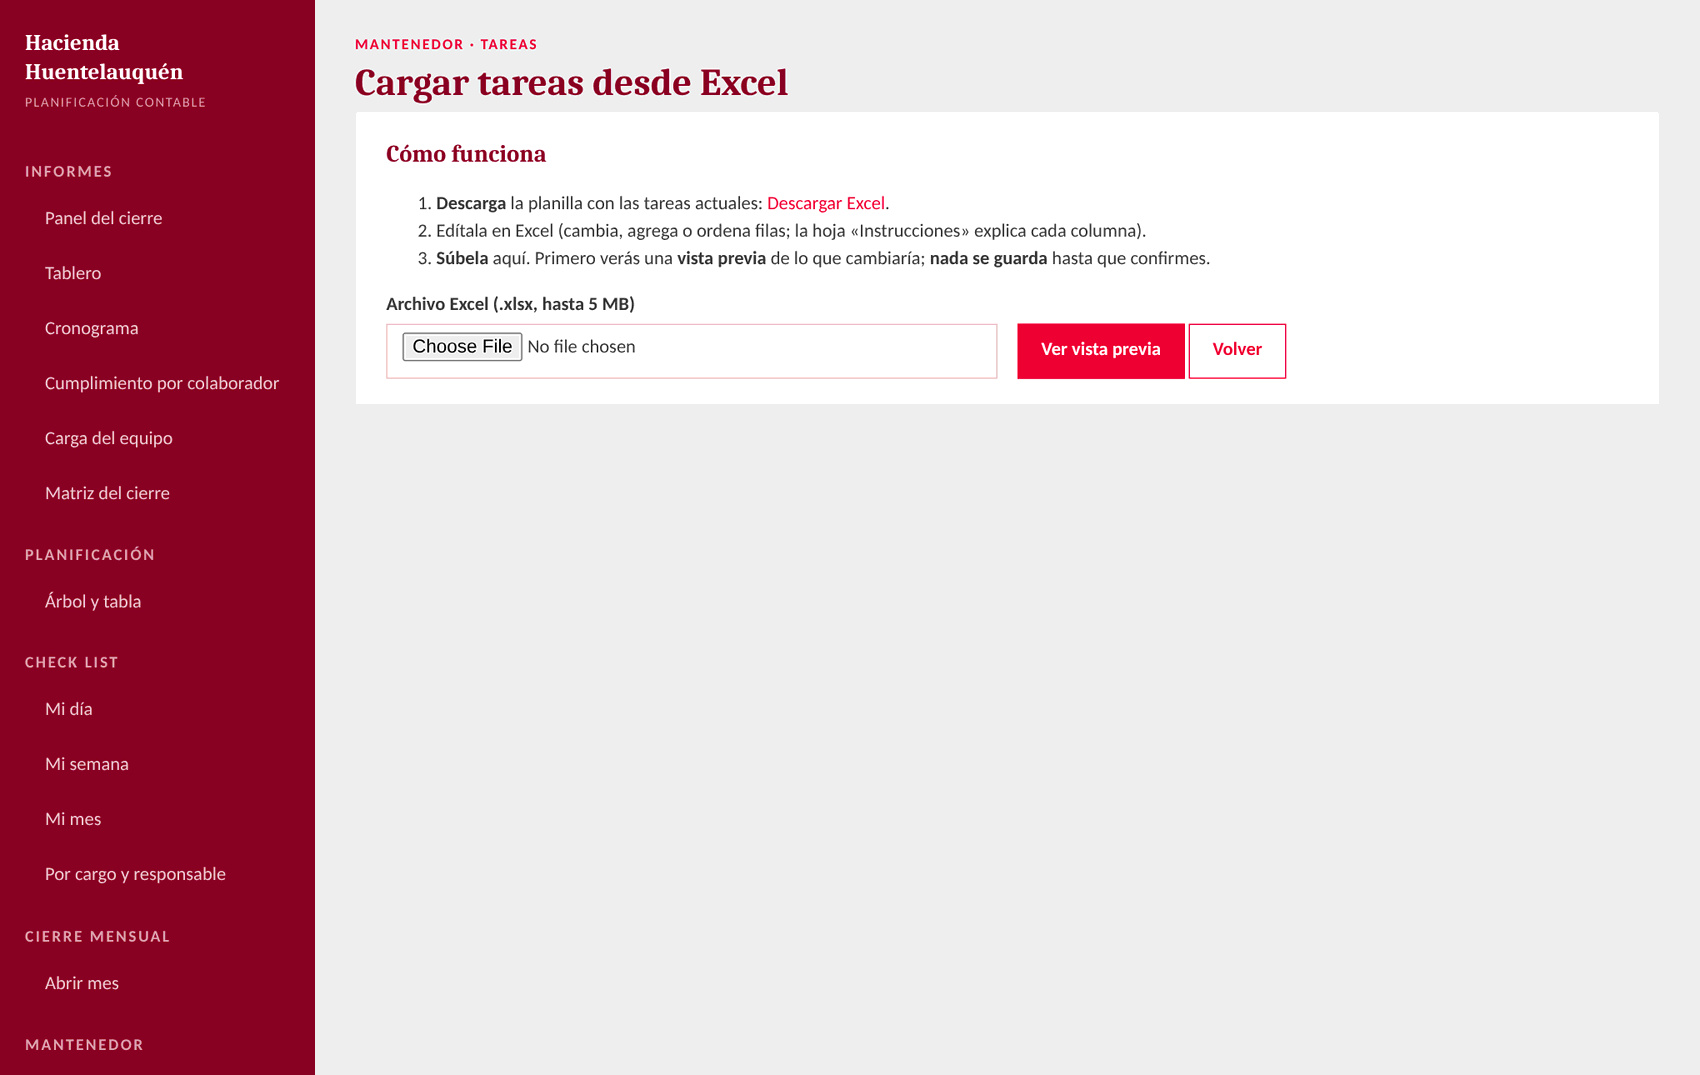 Hacienda
Huentelauquén
PLANIFICACIÓN CONTABLE
INFORMES
Panel del cierre
Tablero
Cronograma
Cumplimiento por colaborador
Carga del equipo
Matriz del cierre
PLANIFICACIÓN
Árbol y tabla
CHECK LIST
Mi día
Mi semana
Mi mes
Por cargo y responsable
CIERRE MENSUAL
Abrir mes
MANTENEDOR
MANTENEDOR · TAREAS
Cargar tareas desde Excel
Cómo funciona
1. Descarga la planilla con las tareas actuales: Descargar Excel.
2. Edítala en Excel (cambia, agrega o ordena filas; la hoja «Instrucciones» explica cada columna).
3. Súbela aquí. Primero verás una vista previa de lo que cambiaría; nada se guarda hasta que confirmes.
Archivo Excel (.xlsx, hasta 5 MB)
Choose File No file chosen
Ver vista previa
Volver